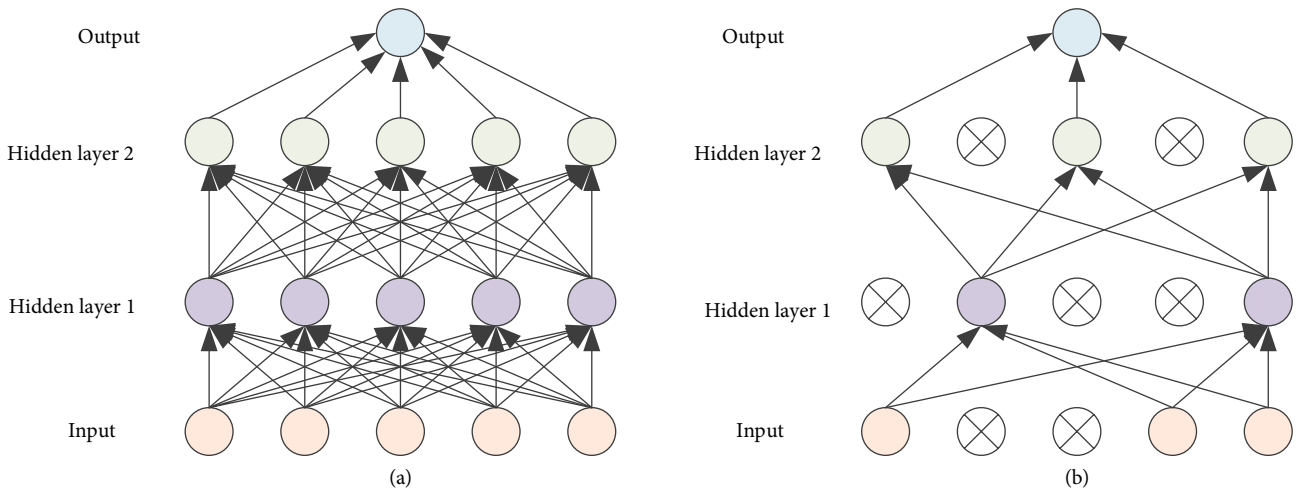 Output
Hidden layer 2
Hidden layer 1
Input
(a)
Output
Hidden layer 2
Hidden layer 1
Input
(b)